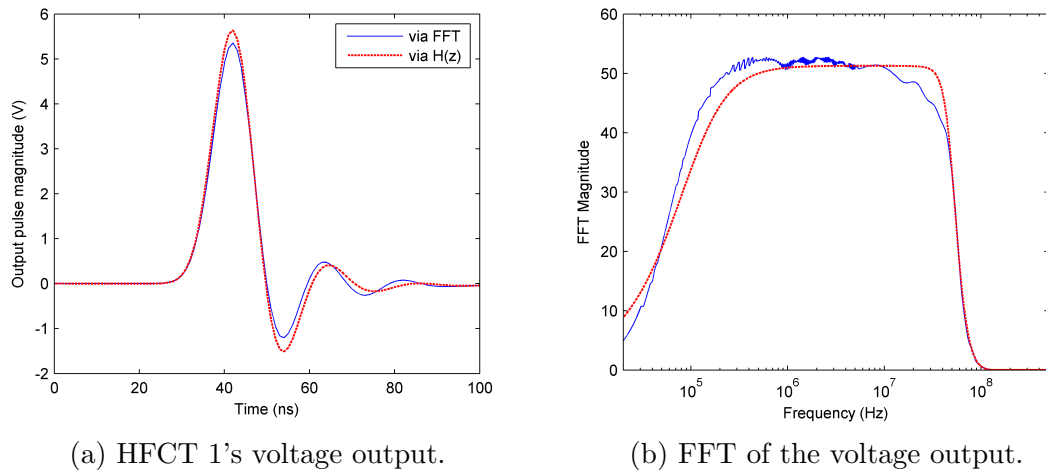 6
5
4
3
2
1
0
-1
-2
0 20 40 60 80 100
Output pulse magnitude (V)
Time (ns)
via FFT
via H(z)
60
50
40
30
20
10
0
10^5 10^6 10^7 10^8
FFT Magnitude
Frequency (Hz)
(a) HFCT 1's voltage output.
(b) FFT of the voltage output.